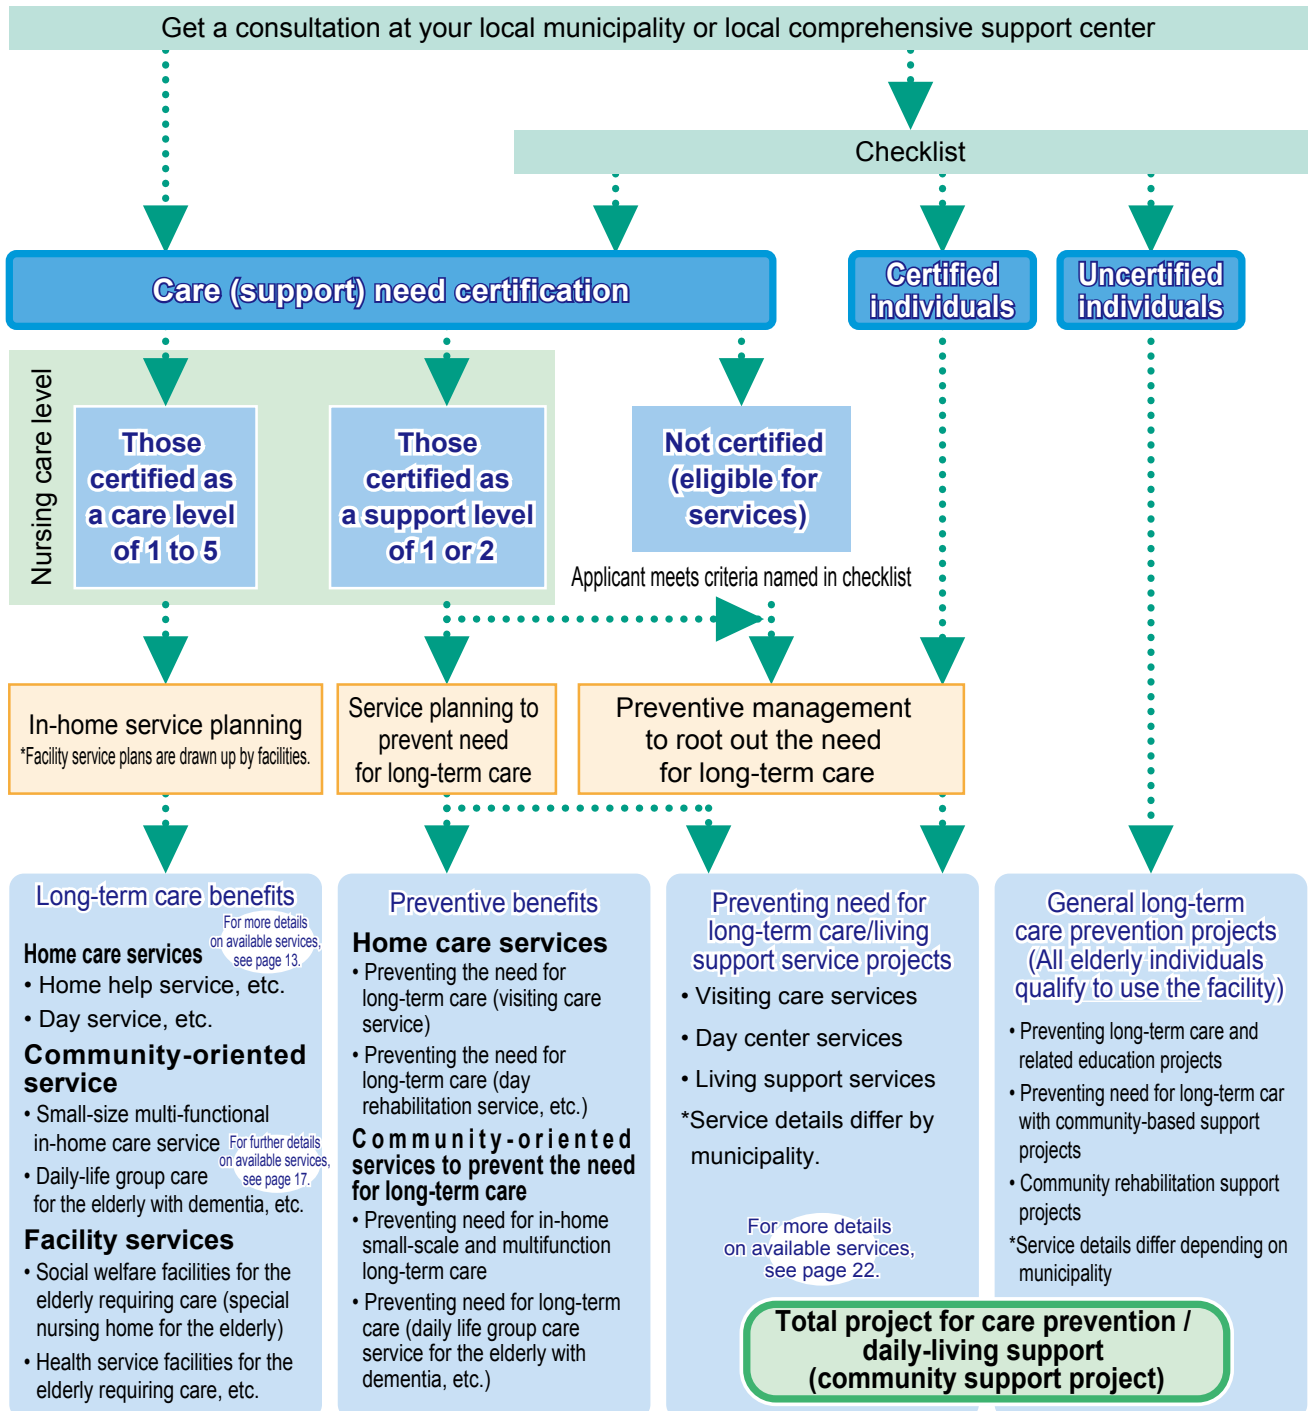 Get a consultation at your local municipality or local comprehensive support center
Checklist
Care (support) need certification
Certified
individuals
Uncertified
individuals
Nursing care level
Those
certified as
a care level
of 1 to 5
Those
certified as
a support level
of 1 or 2
Not certified
(eligible for
services)
Applicant meets criteria named in checklist
In-home service planning
*Facility service plans are drawn up by facilities.
Service planning to
prevent need
for long-term care
Preventive management
to root out the need
for long-term care
Long-term care benefits
For more details
on available services,
see page 13.
Home care services
• Home help service, etc.
• Day service, etc.
Community-oriented
service
• Small-size multi-functional
in-home care service
For further details
on available services,
see page 17.
• Daily-life group care
for the elderly with dementia, etc.
Facility services
• Social welfare facilities for the
elderly requiring care (special
nursing home for the elderly)
• Health service facilities for the
elderly requiring care, etc.
Preventive benefits
Home care services
• Preventing the need for
long-term care (visiting care
service)
• Preventing the need for
long-term care (day
rehabilitation service, etc.)
Community-oriented
services to prevent the need
for long-term care
• Preventing need for in-home
small-scale and multifunction
long-term care
• Preventing need for long-term
care (daily life group care
service for the elderly with
dementia, etc.)
Preventing need for
long-term care/living
support service projects
• Visiting care services
• Day center services
• Living support services
*Service details differ by
municipality.
For more details
on available services,
see page 22.
General long-term
care prevention projects
(All elderly individuals
qualify to use the facility)
• Preventing long-term care and
related education projects
• Preventing need for long-term car
with community-based support
projects
• Community rehabilitation support
projects
*Service details differ depending on
municipality
Total project for care prevention /
daily-living support
(community support project)